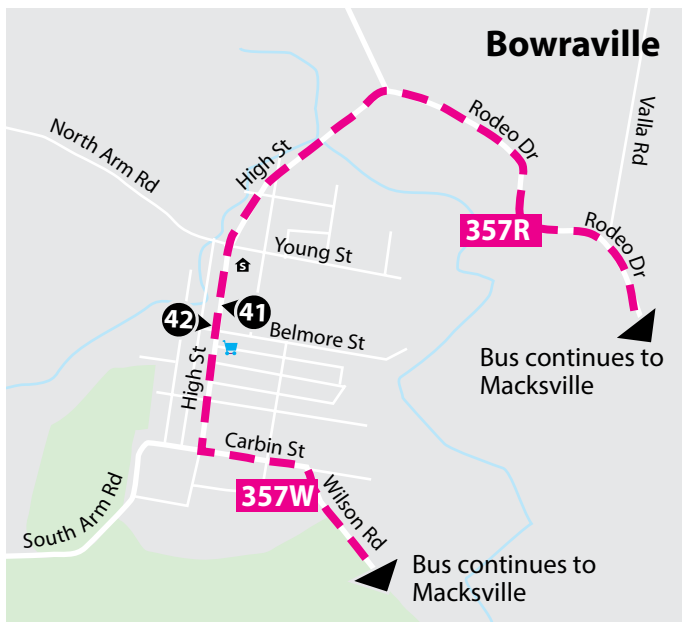 Bowraville
Rodeo Dr
Valla Rd
North Arm Rd
High St
357R
Rodeo Dr
Young St
S
41
42
Belmore St
Bus continues to
Macksville
High St
Carbin St
357W
Wilson Rd
South Arm Rd
Bus continues to
Macksville